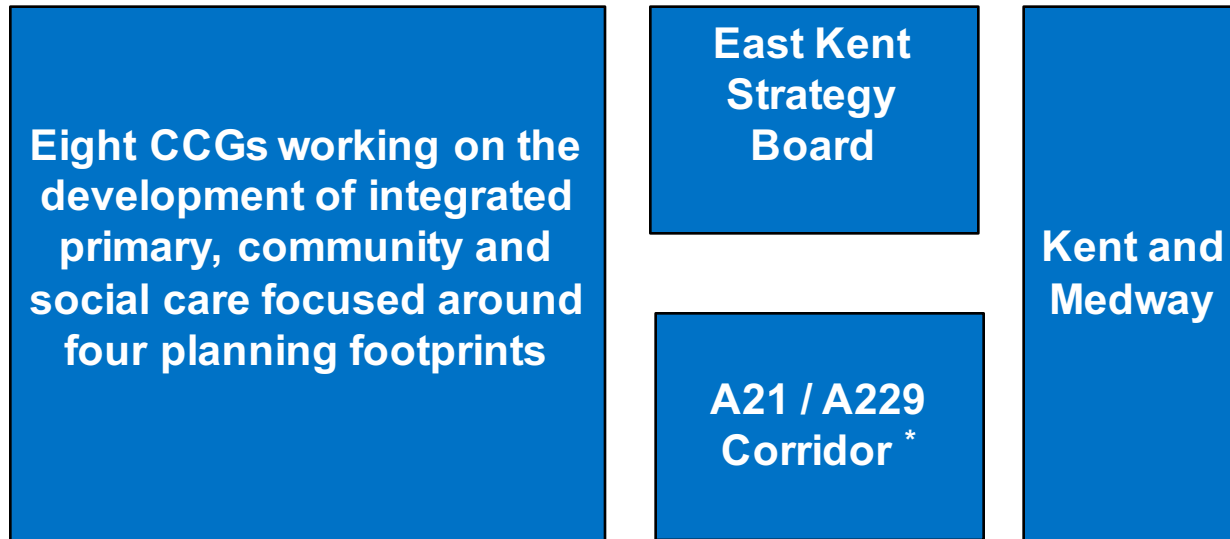 Eight CCGs working on the
development of integrated
primary, community and
social care focused around
four planning footprints
East Kent
Strategy
Board
A21 / A229
Corridor *
Kent and
Medway